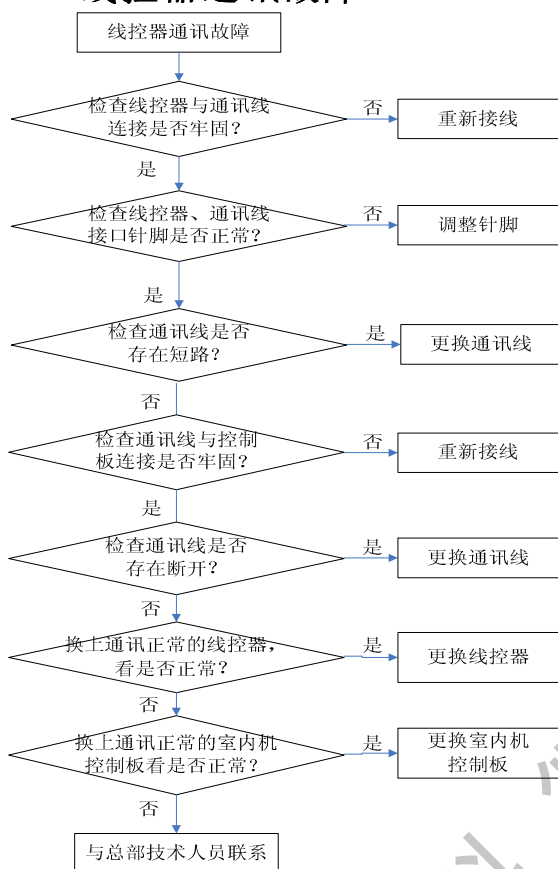 线控器通讯故障
线控器通讯故障
检查线控器与通讯线
连接是否牢固?
否
重新接线
是
检查线控器、通讯线
接口针脚是否正常?
否
调整针脚
是
检查通讯线是否
存在短路?
是
更换通讯线
否
检查通讯线与控制
板连接是否牢固?
否
重新接线
是
检查通讯线是否
存在断开?
是
更换通讯线
否
换上通讯正常的线控器，
看是否正常?
是
更换线控器
否
换上通讯正常的室内机
控制板看是否正常?
是
更换室内机
控制板
否
与总部技术人员联系